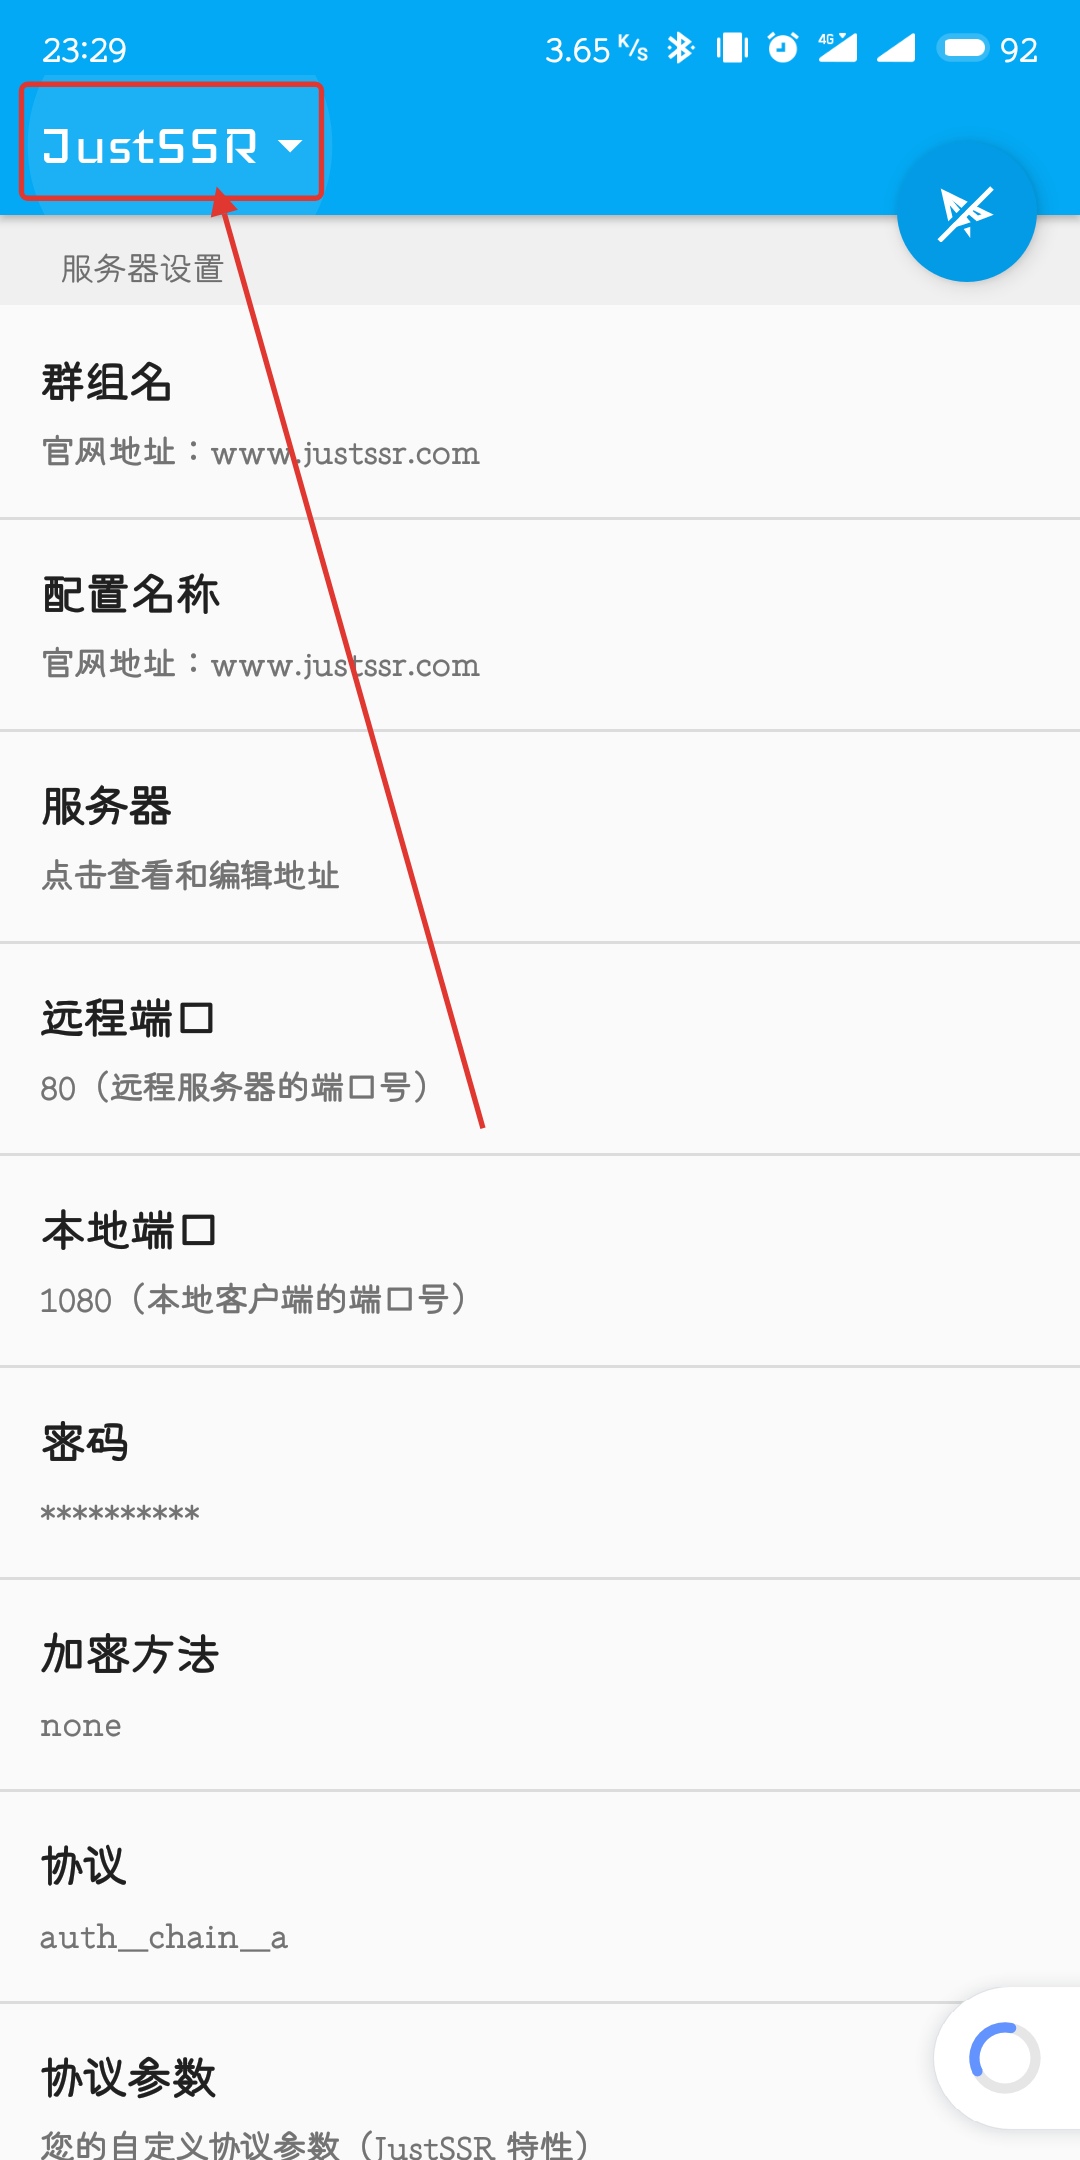 23:29 3.65 K/s 4G 92
JustSSR
服务器设置
群组名
官网地址：www.justssr.com
配置名称
官网地址：www.justssr.com
服务器
点击查看和编辑地址
远程端口
80（远程服务器的端口号）
本地端口
1080（本地客户端的端口号）
密码
**********
加密方法
none
协议
auth_chain_a
协议参数
您的自定义协议参数（JustSSR 特性）